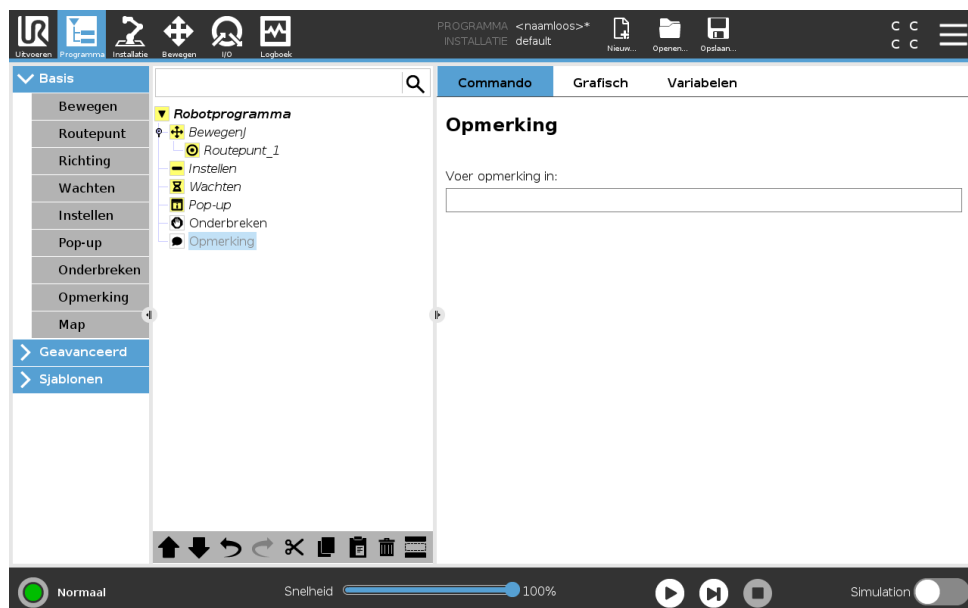 UR
Uitvoeren
Programma
Installatie
Bewegen
I/O
Logboek
PROGRAMMA <naamloos>*
INSTALLATIE default
Nieuw...
Openen...
Opslaan...
C C
C C
Basis
Bewegen
Routepunt
Richting
Wachten
Instellen
Pop-up
Onderbreken
Opmerking
Map
Geavanceerd
Sjablonen
Robotprogramma
BewegenJ
Routepunt_1
Instellen
Wachten
Pop-up
Onderbreken
Opmerking
Commando
Grafisch
Variabelen
Opmerking
Voer opmerking in:
Normaal
Snelheid
100%
Simulation